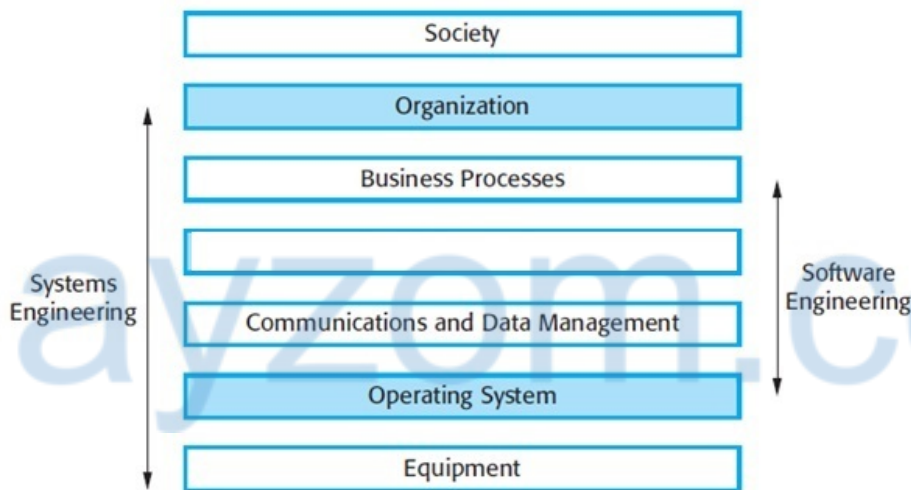 Society
Organization
Business Processes
Systems
Engineering
Software
Engineering
Communications and Data Management
Operating System
Equipment
ayzom.c